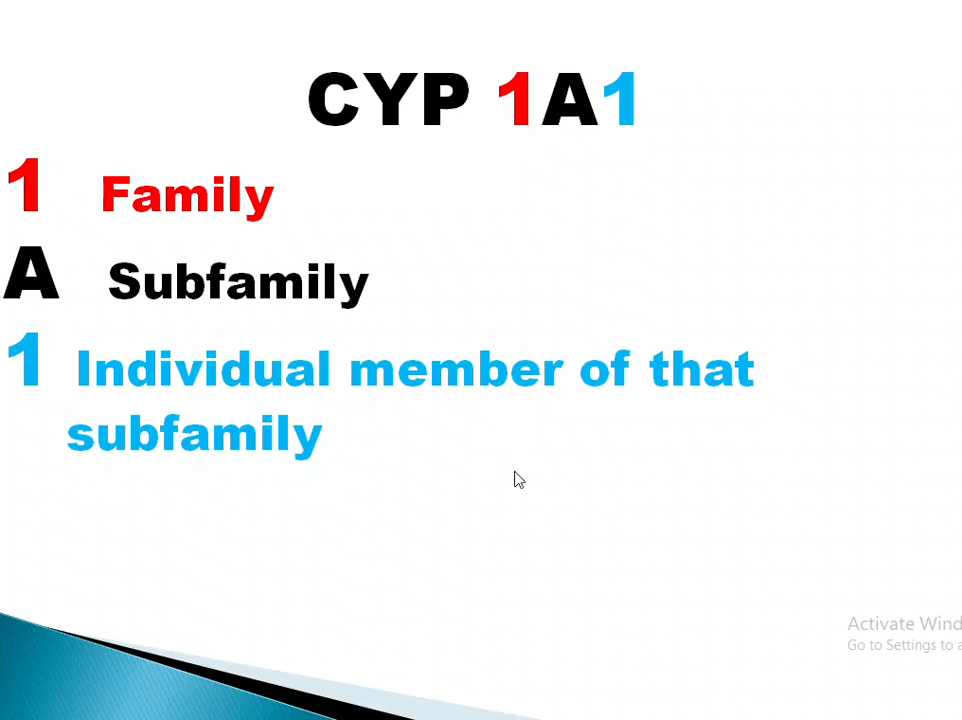 CYP 1A1
1 Family
A Subfamily
1 Individual member of that
subfamily
Activate Wind
Go to Settings to a